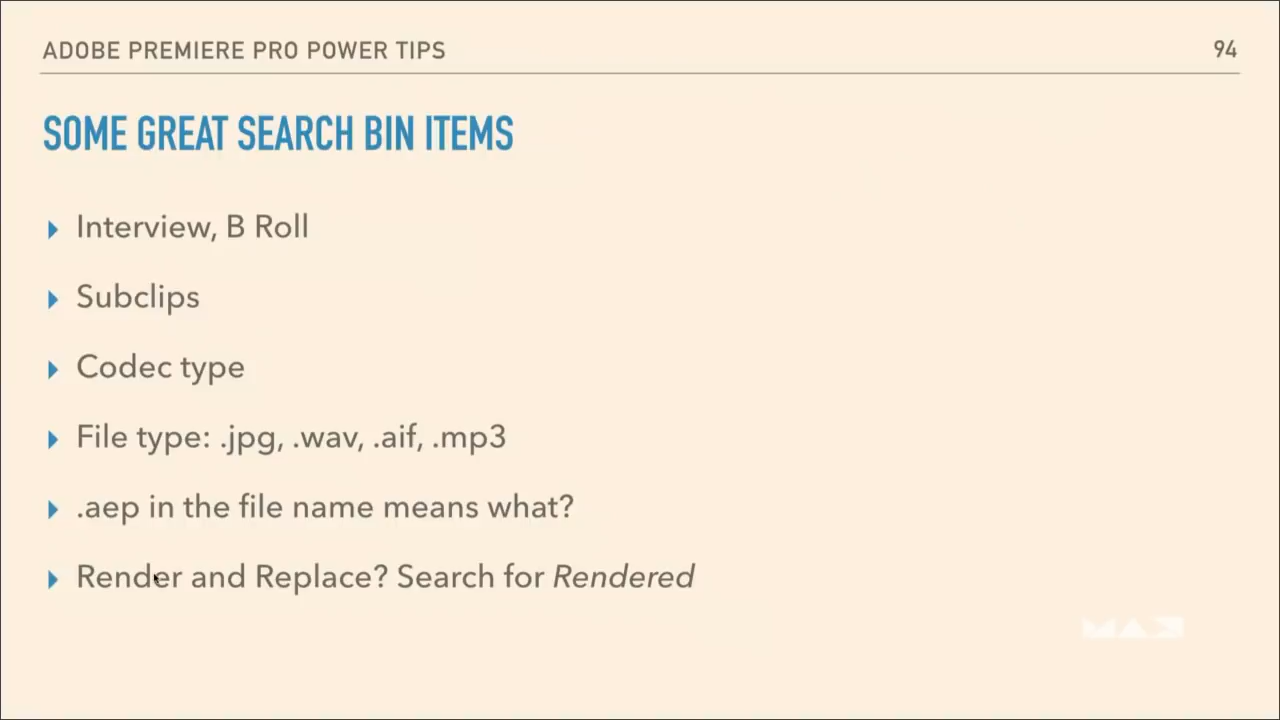 ADOBE PREMIERE PRO POWER TIPS 94
SOME GREAT SEARCH BIN ITEMS
Interview, B Roll
Subclips
Codec type
File type: .jpg, .wav, .aif, .mp3
.aep in the file name means what?
Render and Replace? Search for Rendered
MAX